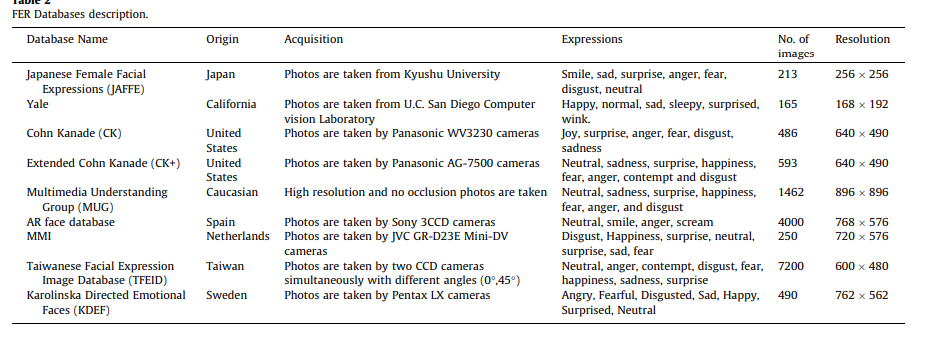 Table 2
FER Databases description.
Database Name Origin Acquisition Expressions No. of Resolution
images
Japanese Female Facial Japan Photos are taken from Kyushu University Smile, sad, surprise, anger, fear, 213 256 × 256
Expressions (JAFFE) disgust, neutral
Yale California Photos are taken from U.C. San Diego Computer Happy, normal, sad, sleepy, surprised, 165 168 × 192
vision Laboratory wink.
Cohn Kanade (CK) United Photos are taken by Panasonic WV3230 cameras Joy, surprise, anger, fear, disgust, 486 640 × 490
States sadness
Extended Cohn Kanade (CK+) United Photos are taken by Panasonic AG-7500 cameras Neutral, sadness, surprise, happiness, 593 640 × 490
States fear, anger, contempt and disgust
Multimedia Understanding Caucasian High resolution and no occlusion photos are taken Neutral, sadness, surprise, happiness, 1462 896 × 896
Group (MUG) fear, anger, and disgust
AR face database Spain Photos are taken by Sony 3CCD cameras Neutral, smile, anger, scream 4000 768 × 576
MMI Netherlands Photos are taken by JVC GR-D23E Mini-DV Disgust, Happiness, surprise, neutral, 250 720 × 576
cameras surprise, sad, fear
Taiwanese Facial Expression Taiwan Photos are taken by two CCD cameras Neutral, anger, contempt, disgust, fear, 7200 600 × 480
Image Database (TFEID) simultaneously with different angles (0°,45°) happiness, sadness, surprise
Karolinska Directed Emotional Sweden Photos are taken by Pentax LX cameras Angry, Fearful, Disgusted, Sad, Happy, 490 762 × 562
Faces (KDEF) Surprised, Neutral